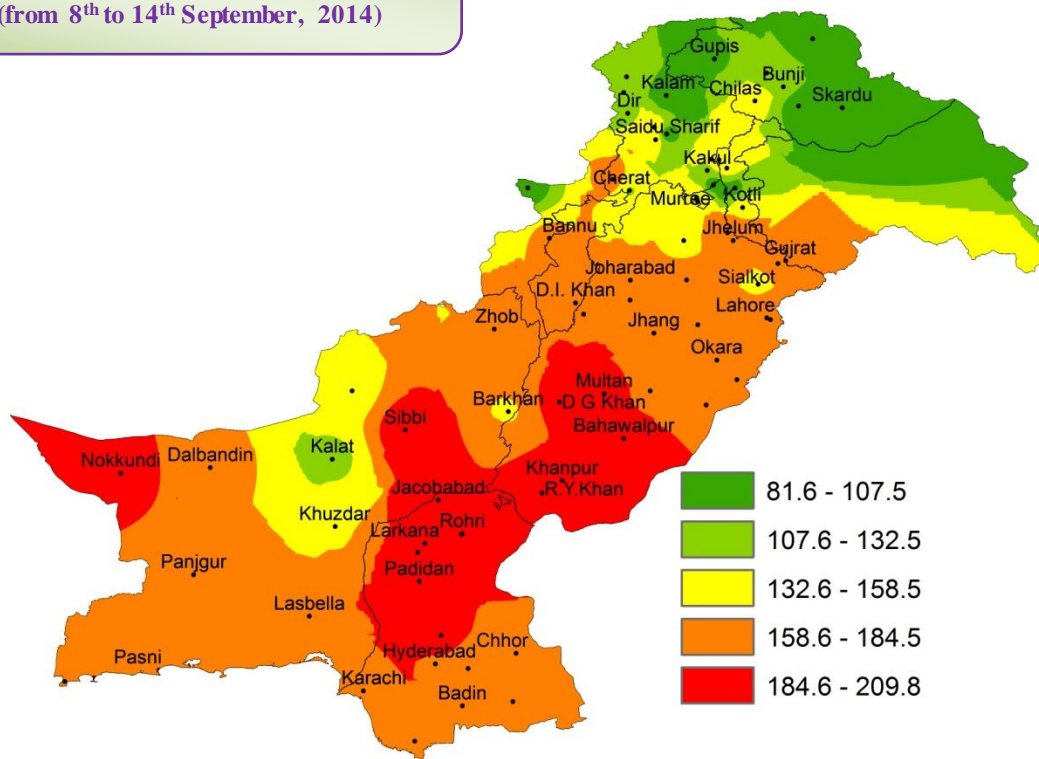 (from 8th to 14th September, 2014)
Gupis
Bunji
Kalam
Chilas
Skardu
Dir
Saidu Sharif
Kakul
Cherat
Murree
Kotli
Bannu
Jhelum
Gujrat
Joharabad
Sialkot
D.I. Khan
Lahore
Zhob
Jhang
Okara
Multan
Barkhan
D G Khan
Sibbi
Bahawalpur
Kalat
Dalbandin
Nokkundi
Khanpur
R.Y.Khan
Jacobabad
Khuzdar
Rohri
Larkana
Panjgur
Padidan
Lasbella
Chhor
Hyderabad
Pasni
Karachi
Badin
81.6 - 107.5
107.6 - 132.5
132.6 - 158.5
158.6 - 184.5
184.6 - 209.8